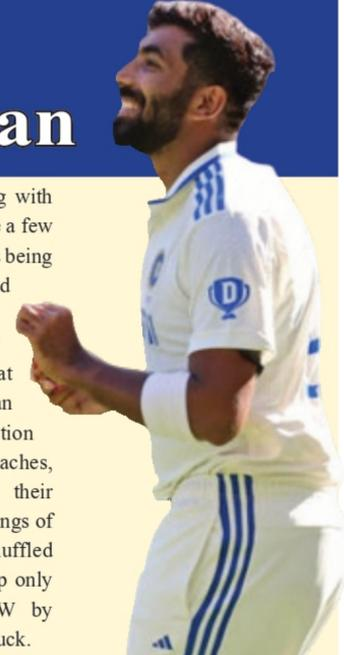 an
g with
a few
being
d
at
an
tion
aches,
their
ngs of
uffled
p only
W by
uck.
D